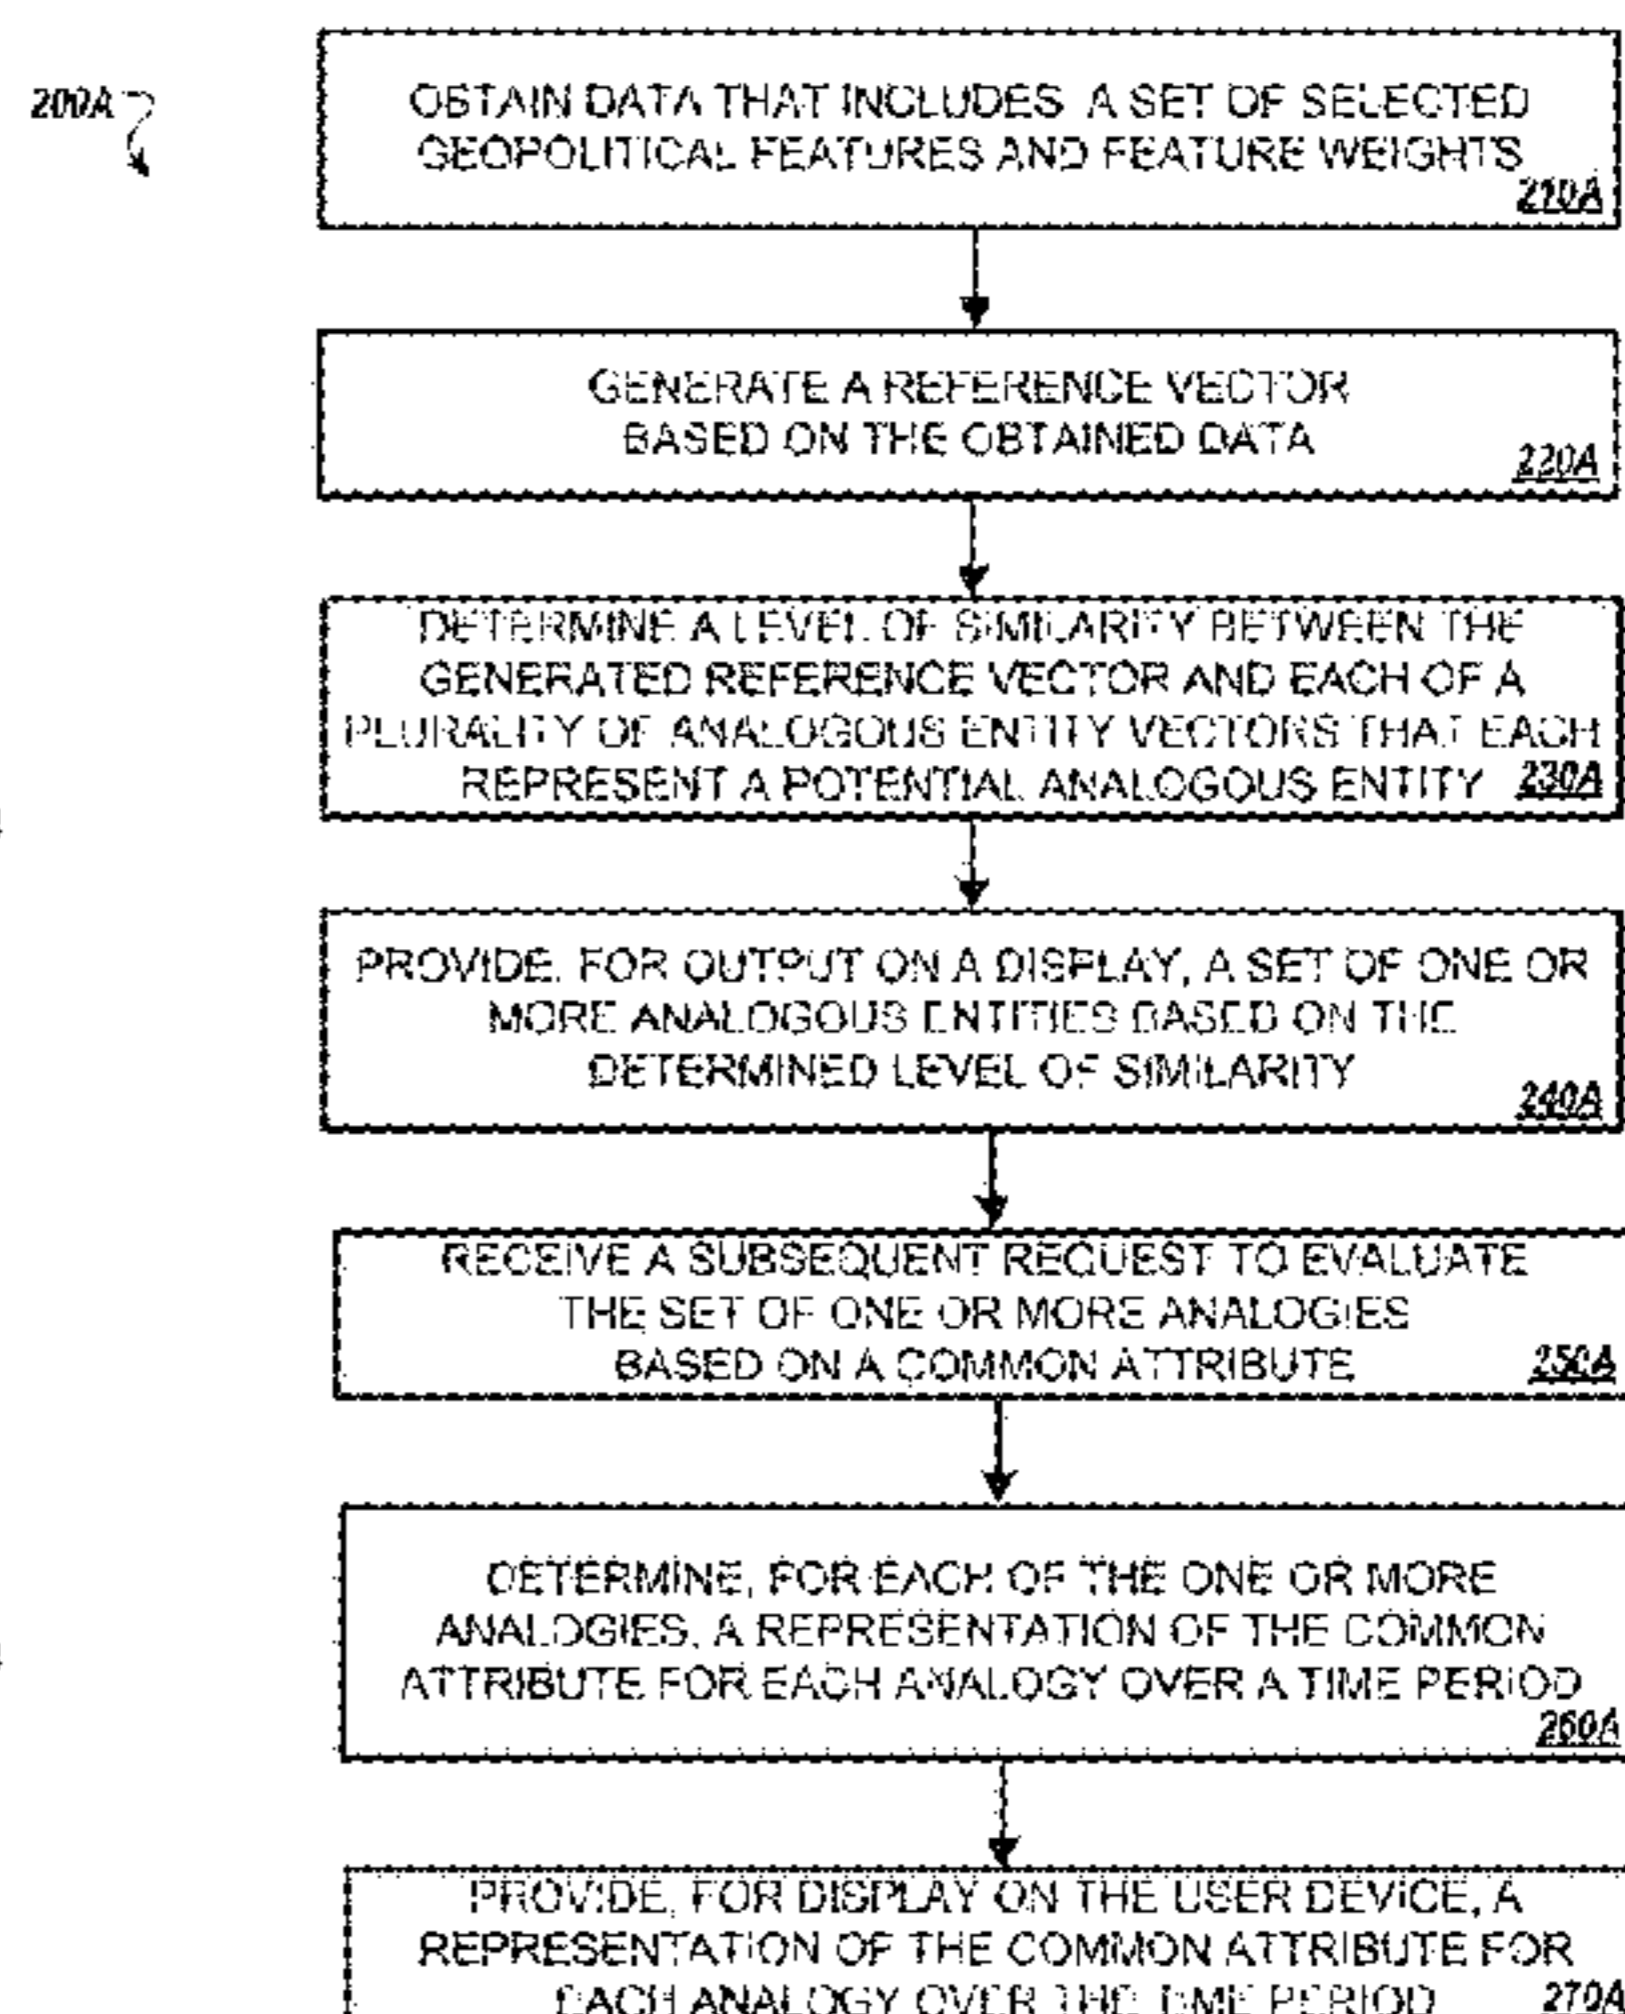 200A
OBTAIN DATA THAT INCLUDES A SET OF SELECTED
GEOPOLITICAL FEATURES AND FEATURE WEIGHTS
210A
GENERATE A REFERENCE VECTOR
BASED ON THE OBTAINED DATA
220A
DETERMINE A LEVEL OF SIMILARITY BETWEEN THE
GENERATED REFERENCE VECTOR AND EACH OF A
PLURALITY OF ANALOGOUS ENTITY VECTORS THAT EACH
REPRESENT A POTENTIAL ANALOGOUS ENTITY 230A
PROVIDE, FOR OUTPUT ON A DISPLAY, A SET OF ONE OR
MORE ANALOGOUS ENTITIES BASED ON THE
DETERMINED LEVEL OF SIMILARITY
240A
RECEIVE A SUBSEQUENT REQUEST TO EVALUATE
THE SET OF ONE OR MORE ANALOGIES
BASED ON A COMMON ATTRIBUTE 250A
DETERMINE, FOR EACH OF THE ONE OR MORE
ANALOGIES, A REPRESENTATION OF THE COMMON
ATTRIBUTE FOR EACH ANALOGY OVER A TIME PERIOD
260A
PROVIDE, FOR DISPLAY ON THE USER DEVICE, A
REPRESENTATION OF THE COMMON ATTRIBUTE FOR
EACH ANALOGY OVER THE TIME PERIOD 270A